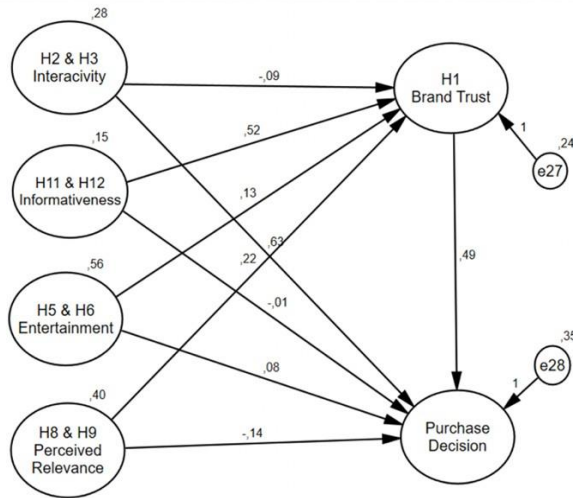 ,28
H2 & H3
Interacivity
-,09
H1
Brand Trust
,15
H11 & H12
Informativeness
,52
1
,24
e27
,13
,56
H5 & H6
Entertainment
,22
,63
,49
-,01
,08
,35
e28
1
,40
H8 & H9
Perceived
Relevance
-,14
Purchase
Decision